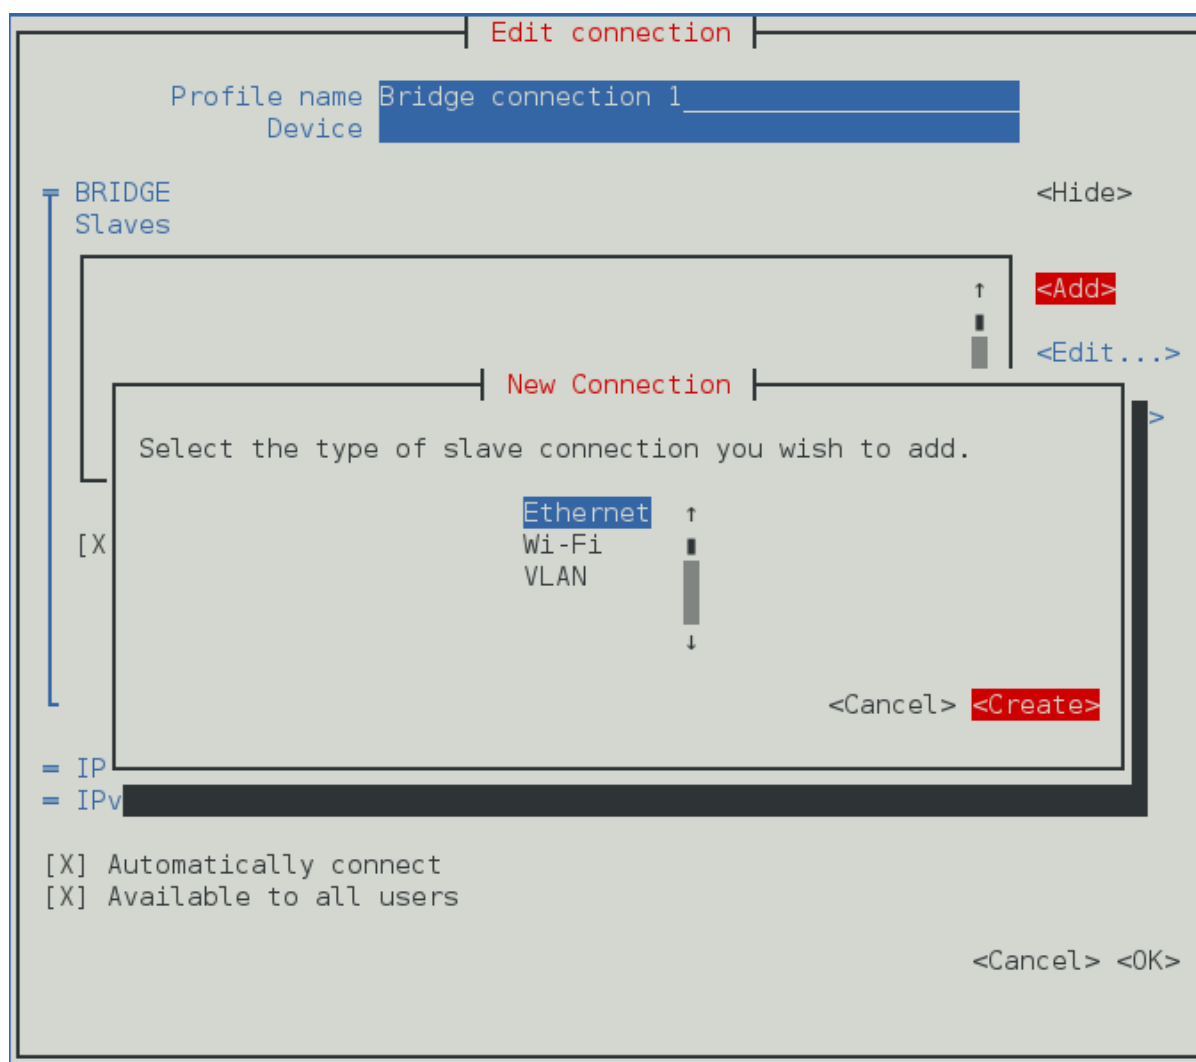 Edit connection
Profile name Bridge connection 1
Device
BRIDGE <Hide>
Slaves
<Add>
<Edit...>
New Connection
>
Select the type of slave connection you wish to add.
Ethernet
[X Wi-Fi
VLAN
<Cancel> <Create>
= IP
= IPv
[X] Automatically connect
[X] Available to all users
<Cancel> <OK>